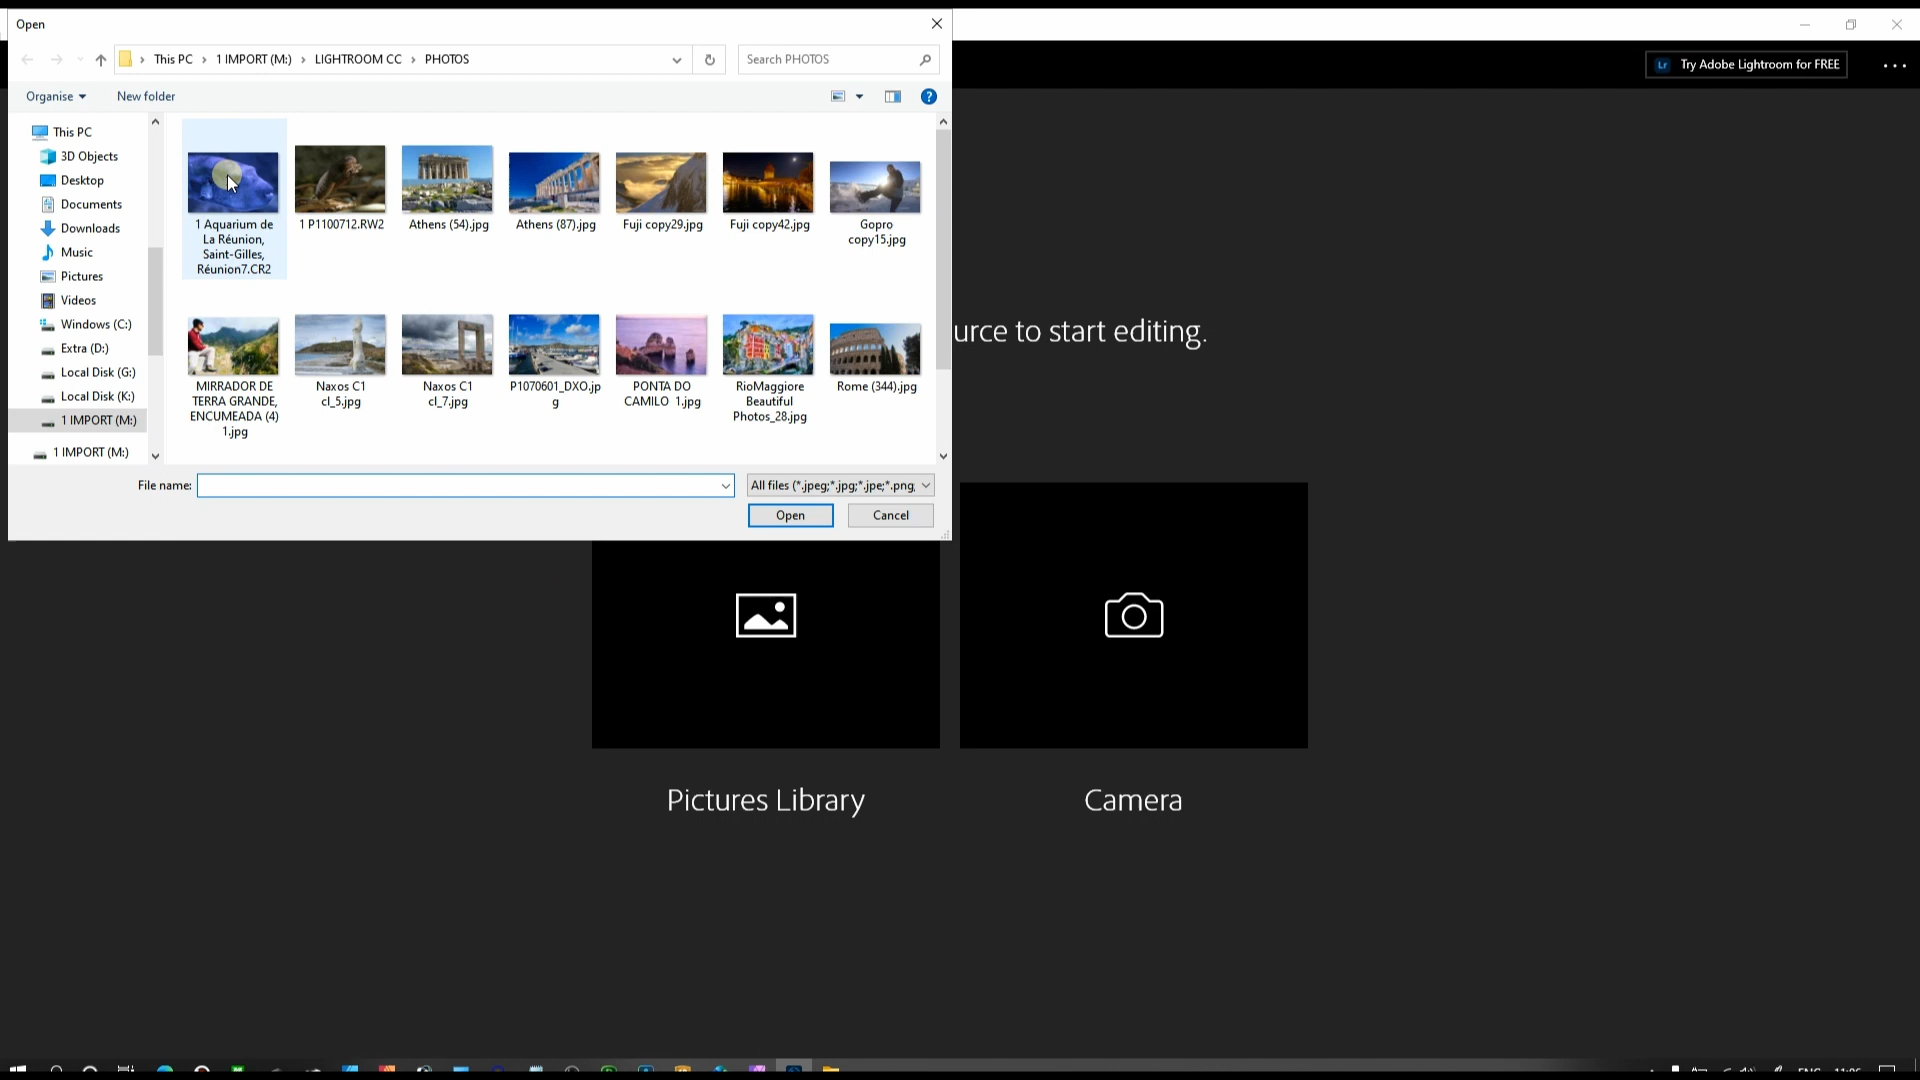 Open
This PC
1 IMPORT (M:)
LIGHTROOM CC
PHOTOS
Search PHOTOS
Lr Try Adobe Lightroom for FREE
Organise
New folder
This PC
3D Objects
Desktop
Documents
Downloads
Music
Pictures
Videos
Windows (C:)
Extra (D:)
Local Disk (G:)
Local Disk (K:)
1 IMPORT (M:)
1 IMPORT (M:)
1 Aquarium de
La Réunion,
Saint-Gilles,
Réunion7.CR2
1 P1100712.RW2
Athens (54).jpg
Athens (87).jpg
Fuji copy29.jpg
Fuji copy42.jpg
Gopro
copy15.jpg
MIRRADOR DE
TERRA GRANDE,
ENCUMEADA (4)
1.jpg
Naxos C1
cl_5.jpg
Naxos C1
cl_7.jpg
P1070601_DXO.jp
g
PONTA DO
CAMILO 1.jpg
RioMaggiore
Beautiful
Photos_28.jpg
Rome (344).jpg
urce to start editing.
File name:
All files (*.jpeg;*.jpg;*.jpe;*.png,
Open
Cancel
Pictures Library
Camera